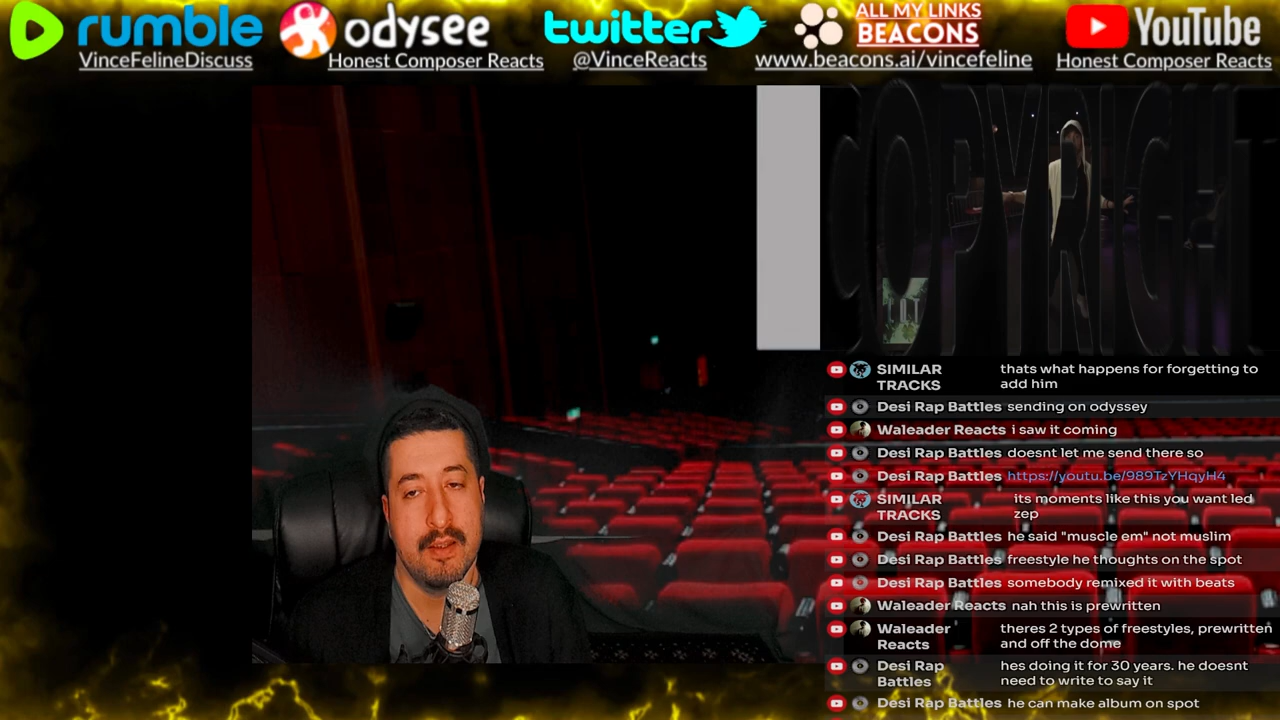 rumble
VinceFelineDiscuss
odysee
Honest Composer Reacts
twitter
@VinceReacts
ALL MY LINKS
BEACONS
www.beacons.ai/vincefeline
YouTube
Honest Composer Reacts
COPYRIGHT
SIMILAR TRACKS thats what happens for forgetting to
add him
Desi Rap Battles sending on odyssey
Waleader Reacts i saw it coming
Desi Rap Battles doesnt let me send there so
Desi Rap Battles https://youtu.be/989TzYHqyH4
SIMILAR TRACKS its moments like this you want led
zep
Desi Rap Battles he said "muscle em" not muslim
Desi Rap Battles freestyle he thoughts on the spot
Desi Rap Battles somebody remixed it with beats
Waleader Reacts nah this is prewritten
Waleader Reacts theres 2 types of freestyles, prewritten
and off the dome
Desi Rap Battles hes doing it for 30 years. he doesnt
need to write to say it
Desi Rap Battles he can make album on spot